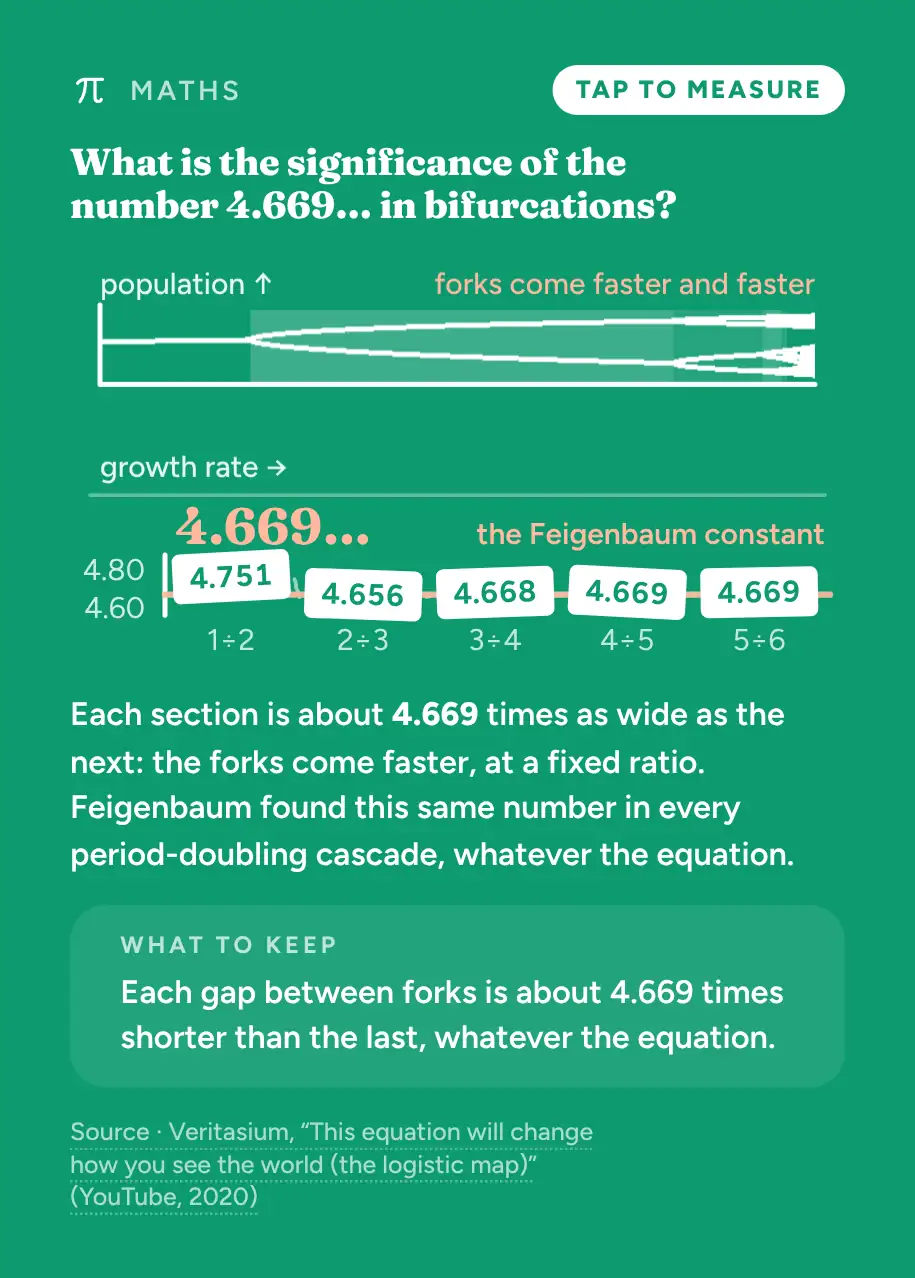 π MATHS
TAP TO MEASURE
What is the significance of the
number 4.669... in bifurcations?
population ↑
forks come faster and faster
growth rate →
4.669...
the Feigenbaum constant
4.80
4.60
4.751
4.656
4.668
4.669
4.669
1÷2
2÷3
3÷4
4÷5
5÷6
Each section is about 4.669 times as wide as the
next: the forks come faster, at a fixed ratio.
Feigenbaum found this same number in every
period-doubling cascade, whatever the equation.
WHAT TO KEEP
Each gap between forks is about 4.669 times
shorter than the last, whatever the equation.
Source · Veritasium, “This equation will change
how you see the world (the logistic map)”
(YouTube, 2020)